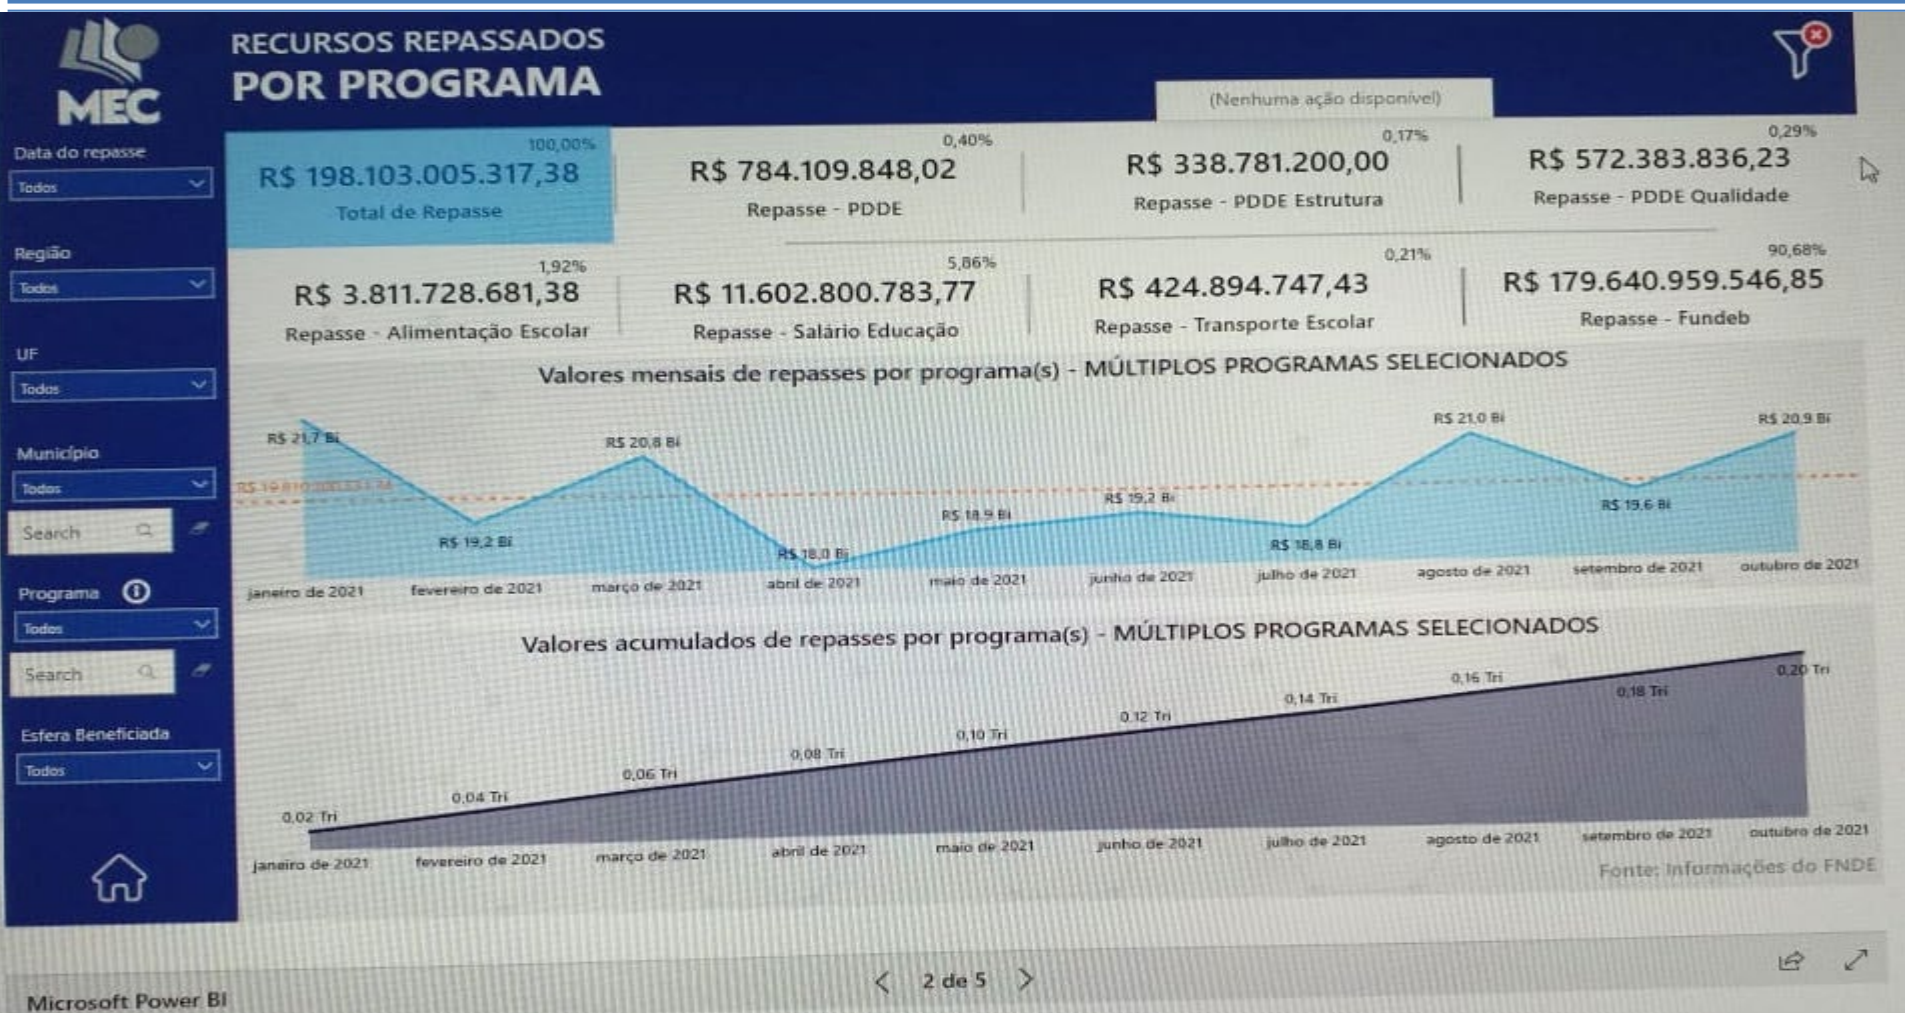 MEC
RECURSOS REPASSADOS
POR PROGRAMA
(Nenhuma ação disponível)
Data do repasse
Todos
Região
Todos
UF
Todos
Município
Todos
Search
Programa
Todos
Search
Esfera Beneficiada
Todos
100,00%
R$ 198.103.005.317,38
Total de Repasse
0,40%
R$ 784.109.848,02
Repasse - PDDE
0,17%
R$ 338.781.200,00
Repasse - PDDE Estrutura
0,29%
R$ 572.383.836,23
Repasse - PDDE Qualidade
1,92%
R$ 3.811.728.681,38
Repasse - Alimentação Escolar
5,86%
R$ 11.602.800.783,77
Repasse - Salário Educação
0,21%
R$ 424.894.747,43
Repasse - Transporte Escolar
90,68%
R$ 179.640.959.546,85
Repasse - Fundeb
Valores mensais de repasses por programa(s) - MÚLTIPLOS PROGRAMAS SELECIONADOS
R$ 21,7 Bi
R$ 19,2 Bi
R$ 20,8 Bi
R$ 18,0 Bi
R$ 18,9 Bi
R$ 19,2 Bi
R$ 18,8 Bi
R$ 21,0 Bi
R$ 19,6 Bi
R$ 20,9 Bi
janeiro de 2021 fevereiro de 2021 março de 2021 abril de 2021 maio de 2021 junho de 2021 julho de 2021 agosto de 2021 setembro de 2021 outubro de 2021
Valores acumulados de repasses por programa(s) - MÚLTIPLOS PROGRAMAS SELECIONADOS
0,02 Tri
0,04 Tri
0,06 Tri
0,08 Tri
0,10 Tri
0,12 Tri
0,14 Tri
0,16 Tri
0,18 Tri
0,20 Tri
janeiro de 2021 fevereiro de 2021 março de 2021 abril de 2021 maio de 2021 junho de 2021 julho de 2021 agosto de 2021 setembro de 2021 outubro de 2021
Fonte: Informações do FNDE
2 de 5
Microsoft Power BI